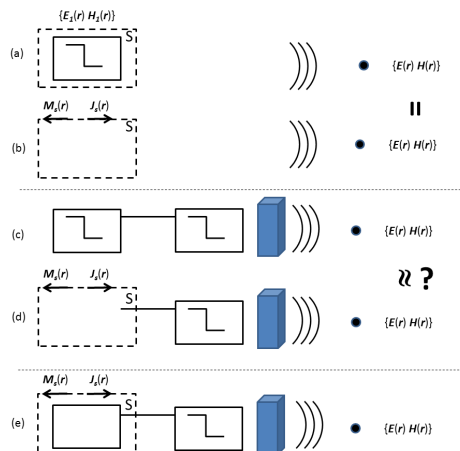 {E₁(r) H₁(r)}
S
(a)
{E(r) H(r)}
Mₛ(r) Jₛ(r)
S
=
(b)
{E(r) H(r)}
(c)
{E(r) H(r)}
Mₛ(r) Jₛ(r)
S
≈ ?
(d)
{E(r) H(r)}
Mₛ(r) Jₛ(r)
S
(e)
{E(r) H(r)}